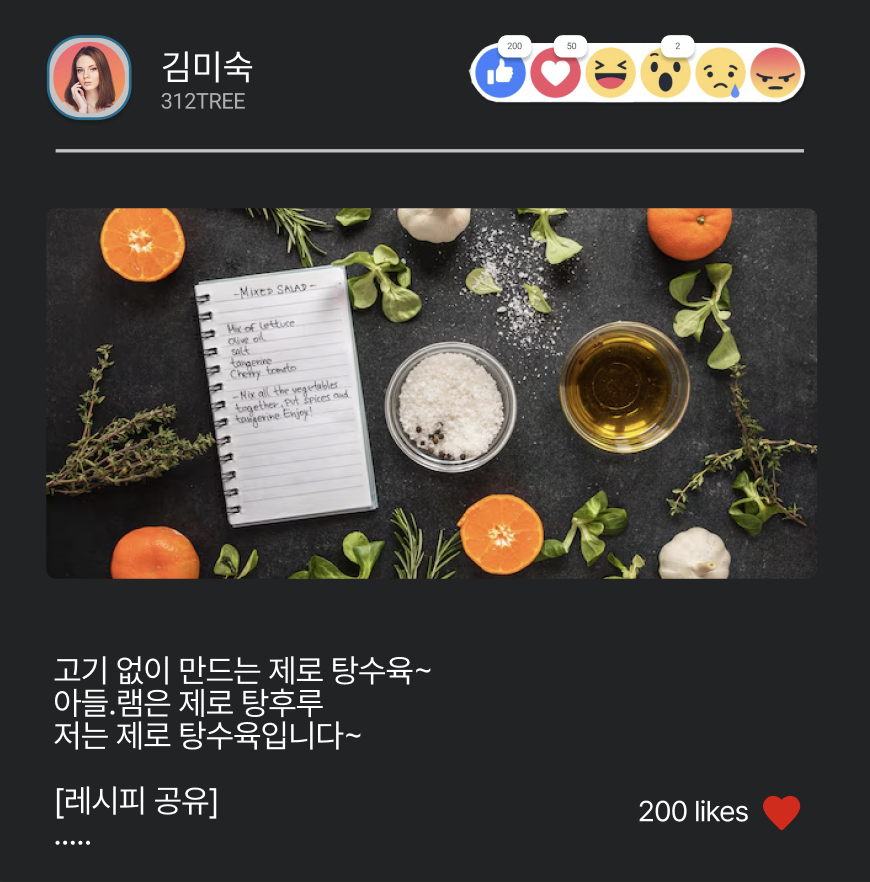 김미숙
312TREE
200
50
2
-MIXED SALAD-
Mix of lettuce
Olive oil
salt
tangerine
Cherry tomato
-Mix all the vegetables
together, put spices and
tangerine. Enjoy!
고기 없이 만드는 제로 탕수육~
아들.램은 제로 탕후루
저는 제로 탕수육입니다~
[레시피 공유]
.....
200 likes